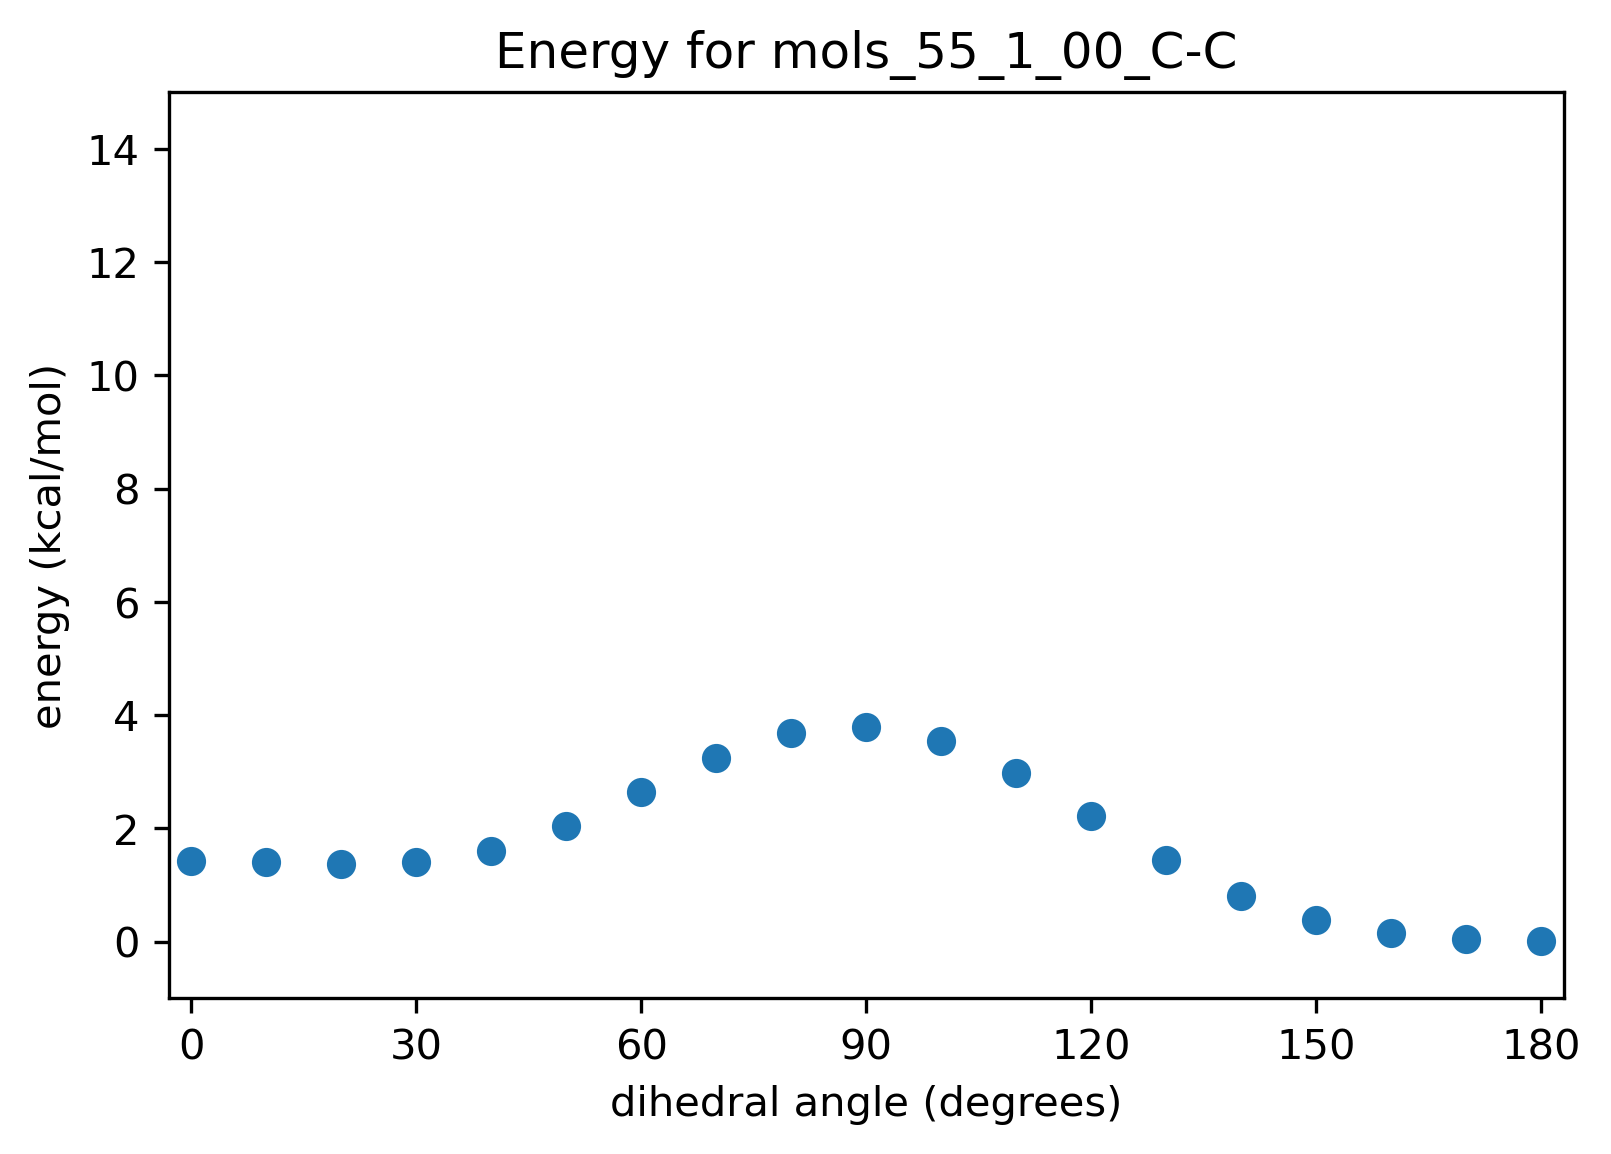 Energy for mols_55_1_00_C-C
14
12
10
8
6
4
2
0
energy (kcal/mol)
0 30 60 90 120 150 180
dihedral angle (degrees)